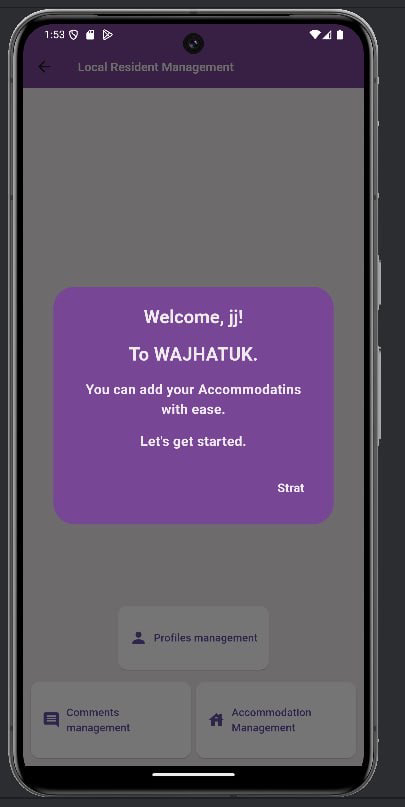 1:53
Local Resident Management
Welcome, jj!
To WAJHATUK.
You can add your Accommodatins
with ease.
Let's get started.
Strat
Profiles management
Comments
management
Accommodation
Management